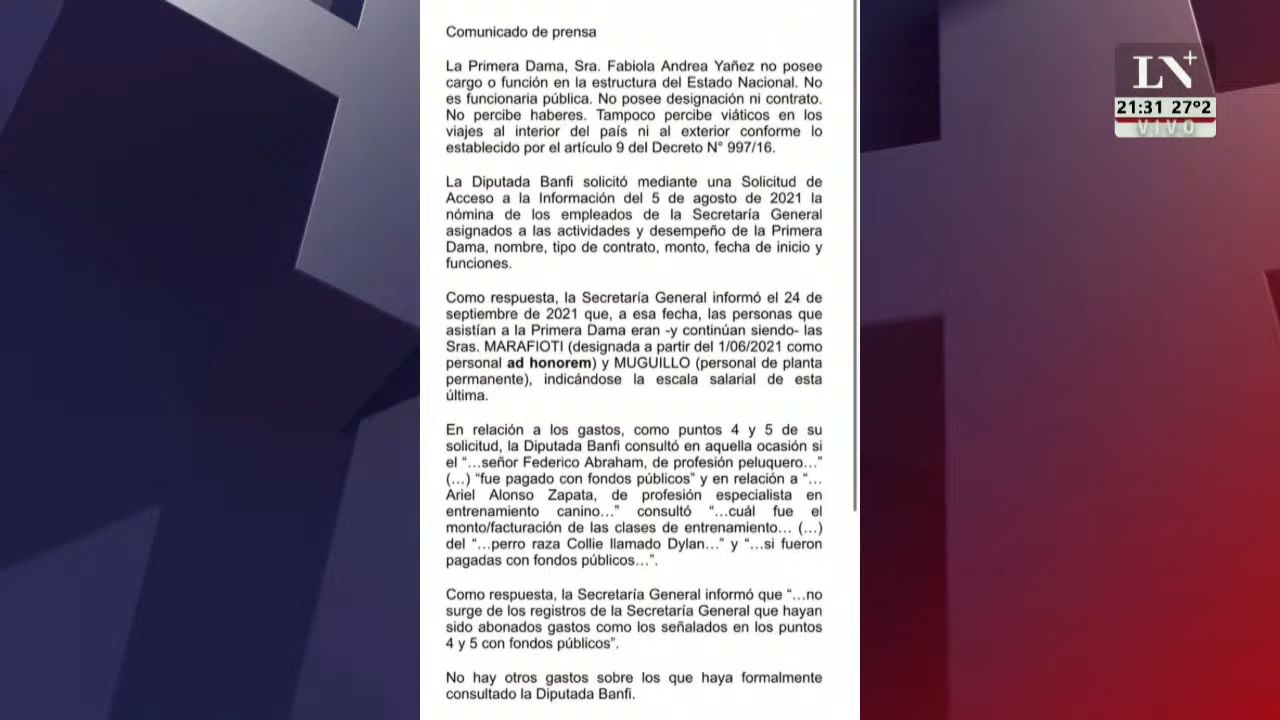 Comunicado de prensa
La Primera Dama, Sra. Fabiola Andrea Yañez no posee
cargo o función en la estructura del Estado Nacional. No
es funcionaria pública. No posee designación ni contrato.
No percibe haberes. Tampoco percibe viáticos en los
viajes al interior del país ni al exterior conforme lo
establecido por el artículo 9 del Decreto N° 997/16.
La Diputada Banfi solicitó mediante una Solicitud de
Acceso a la Información del 5 de agosto de 2021 la
nómina de los empleados de la Secretaría General
asignados a las actividades y desempeño de la Primera
Dama, nombre, tipo de contrato, monto, fecha de inicio y
funciones.
Como respuesta, la Secretaría General informó el 24 de
septiembre de 2021 que, a esa fecha, las personas que
asistían a la Primera Dama eran -y continúan siendo- las
Sras. MARAFIOTI (designada a partir del 1/06/2021 como
personal ad honorem) y MUGUILLO (personal de planta
permanente), indicándose la escala salarial de esta
última.
En relación a los gastos, como puntos 4 y 5 de su
solicitud, la Diputada Banfi consultó en aquella ocasión si
el “…señor Federico Abraham, de profesión peluquero…”
(...) “fue pagado con fondos públicos” y en relación a “…
Ariel Alonso Zapata, de profesión especialista en
entrenamiento canino…” consultó “…cuál fue el
monto/facturación de las clases de entrenamiento… (...)
del “…perro raza Collie llamado Dylan…” y “…si fueron
pagadas con fondos públicos…”.
Como respuesta, la Secretaría General informó que “…no
surge de los registros de la Secretaría General que hayan
sido abonados gastos como los señalados en los puntos
4 y 5 con fondos públicos”.
No hay otros gastos sobre los que haya formalmente
consultado la Diputada Banfi.
LN+
21:31 27º2
VIVO